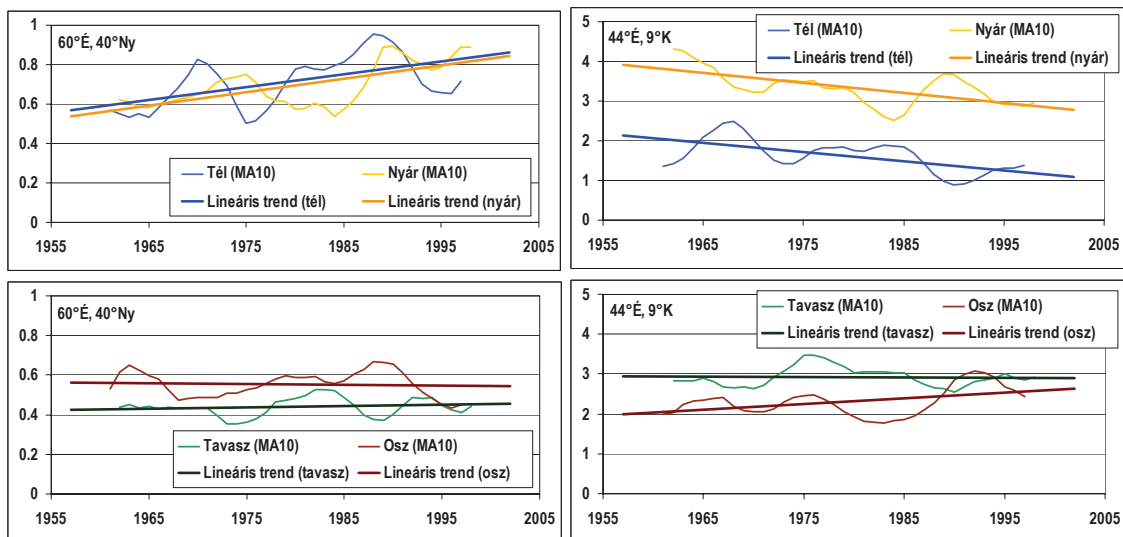 60°É, 40°Ny
Tél (MA10) Nyár (MA10)
Lineáris trend (tél) Lineáris trend (nyár)
1
0.8
0.6
0.4
0.2
0
1955 1965 1975 1985 1995 2005
44°É, 9°K
Tél (MA10) Nyár (MA10)
Lineáris trend (tél) Lineáris trend (nyár)
5
4
3
2
1
0
1955 1965 1975 1985 1995 2005
60°É, 40°Ny
Tavasz (MA10) Osz (MA10)
Lineáris trend (tavasz) Lineáris trend (osz)
1
0.8
0.6
0.4
0.2
0
1955 1965 1975 1985 1995 2005
44°É, 9°K
Tavasz (MA10) Osz (MA10)
Lineáris trend (tavasz) Lineáris trend (osz)
5
4
3
2
1
0
1955 1965 1975 1985 1995 2005